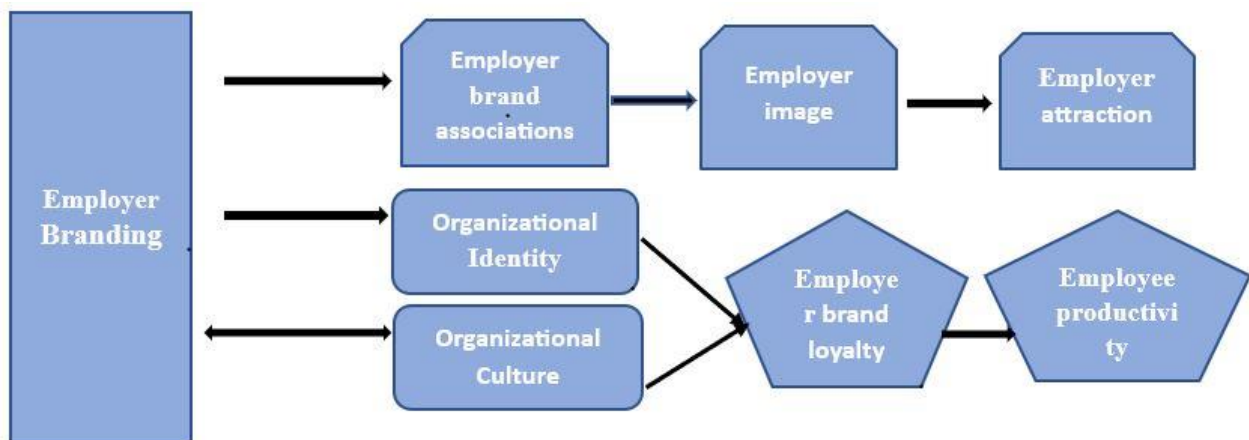 Employer
Branding
Employer
brand
associations
Employer
image
Employer
attraction
Organizational
Identity
Organizational
Culture
Employe
r brand
loyalty
Employee
productivi
ty